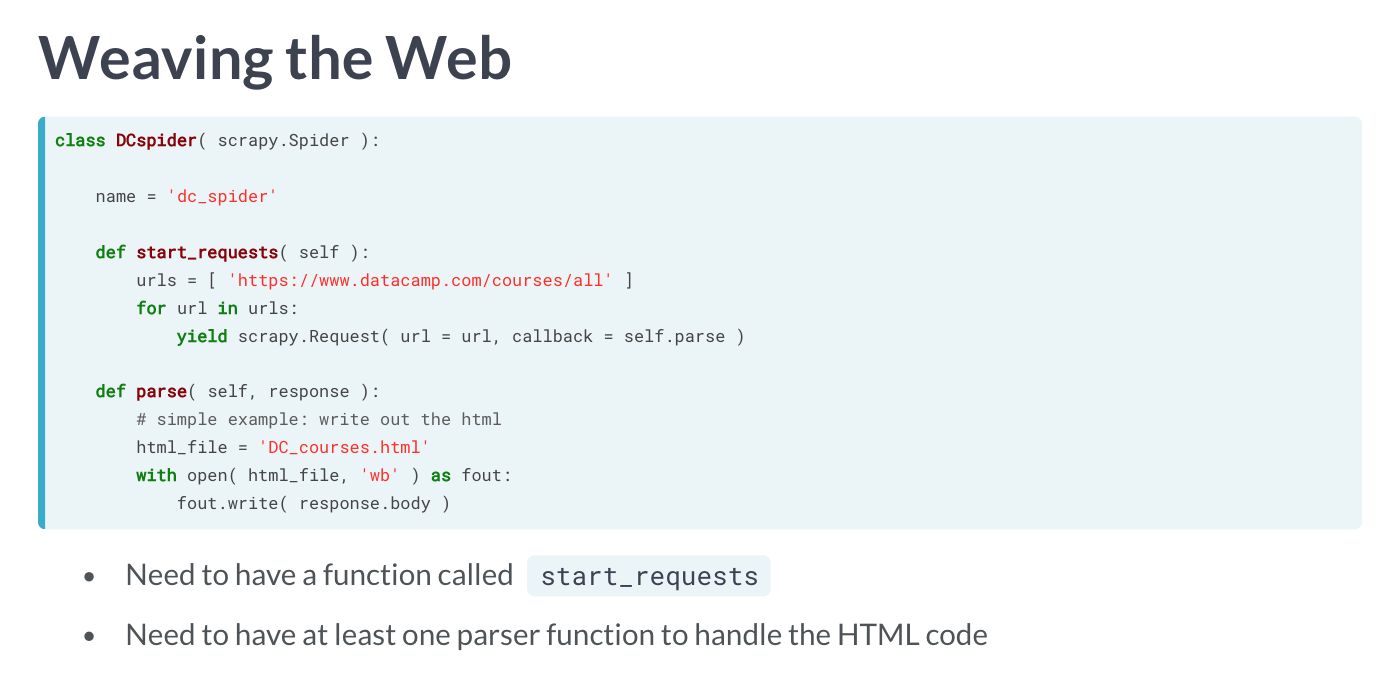 Weaving the Web
class DCspider( scrapy.Spider ):
    name = 'dc_spider'
    def start_requests( self ):
        urls = [ 'https://www.datacamp.com/courses/all' ]
        for url in urls:
            yield scrapy.Request( url = url, callback = self.parse )
    def parse( self, response ):
        # simple example: write out the html
        html_file = 'DC_courses.html'
        with open( html_file, 'wb' ) as fout:
            fout.write( response.body )
• Need to have a function called start_requests
• Need to have at least one parser function to handle the HTML code